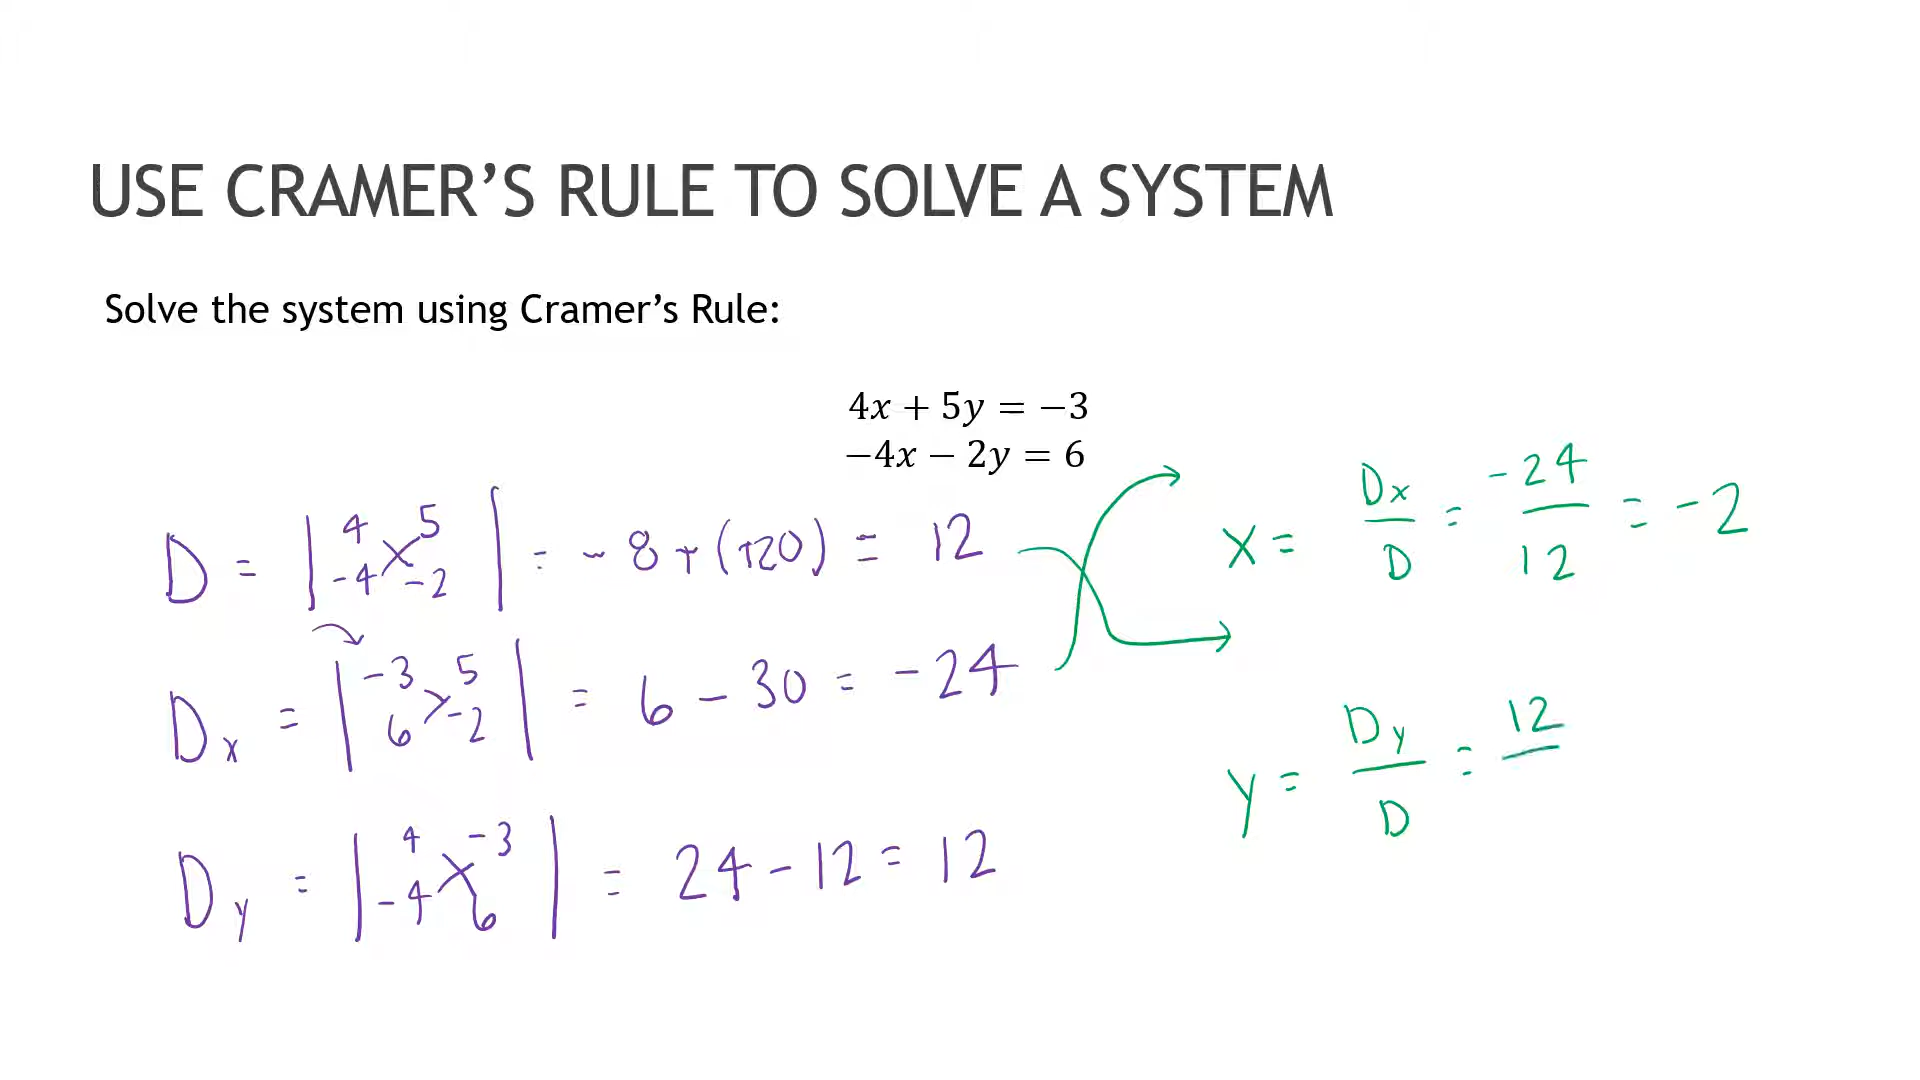 USE CRAMER’S RULE TO SOLVE A SYSTEM
Solve the system using Cramer’s Rule:
4x + 5y = −3
−4x − 2y = 6
D = | 4 5 | = - 8 + (+20) = 12
-4 -2
Dx = | -3 5 | = 6 - 30 = -24
6 -2
Dy = | 4 -3 | = 24 - 12 = 12
-4 6
x = Dx/D = -24/12 = -2
y = Dy/D = 12